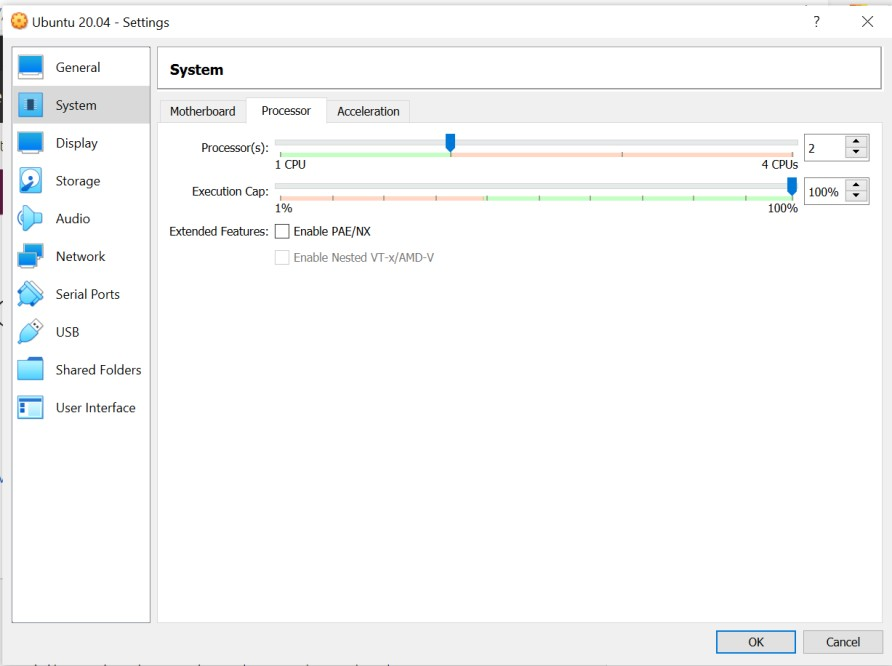 Ubuntu 20.04 - Settings
?
General
System
Display
Storage
Audio
Network
Serial Ports
USB
Shared Folders
User Interface
System
Motherboard Processor Acceleration
Processor(s):
2
1 CPU 4 CPUs
Execution Cap:
100%
1% 100%
Extended Features: Enable PAE/NX
Enable Nested VT-x/AMD-V
OK Cancel